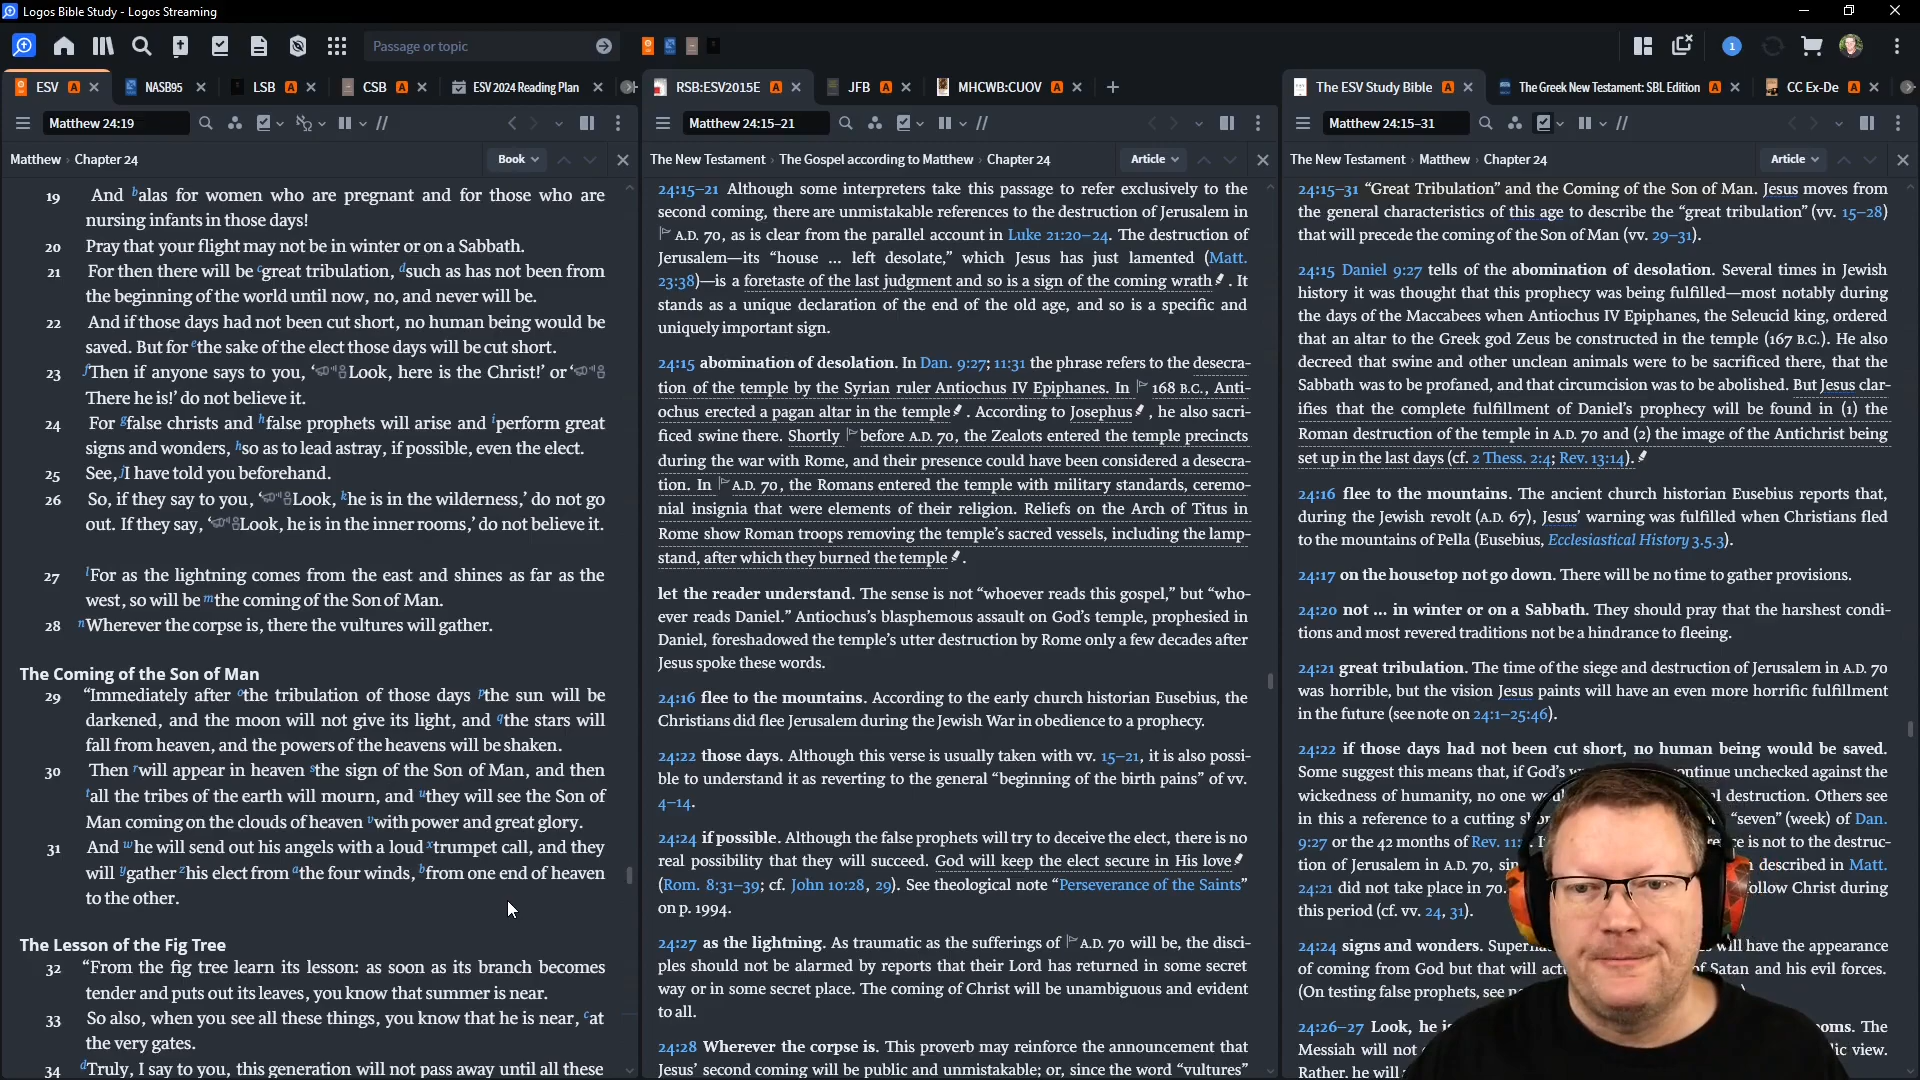 Logos Bible Study - Logos Streaming
Passage or topic
1
ESV A
NASB95
LSB A
CSB A
ESV 2024 Reading Plan
RSB:ESV2015E A
JFB A
MHCWB:CUOV A
The ESV Study Bible A
The Greek New Testament: SBL Edition A
CC Ex-De A
Matthew 24:19
Matthew 24:15–21
Matthew 24:15–31
Matthew › Chapter 24
Book
The New Testament › The Gospel according to Matthew › Chapter 24
Article
The New Testament › Matthew › Chapter 24
Article
19 And b alas for women who are pregnant and for those who are
nursing infants in those days!
20 Pray that your flight may not be in winter or on a Sabbath.
21 For then there will be c great tribulation, d such as has not been from
the beginning of the world until now, no, and never will be.
22 And if those days had not been cut short, no human being would be
saved. But for e the sake of the elect those days will be cut short.
23 f Then if anyone says to you, ‘Look, here is the Christ!’ or ‘
There he is!’ do not believe it.
24 For g false christs and h false prophets will arise and i perform great
signs and wonders, h so as to lead astray, if possible, even the elect.
25 See, j I have told you beforehand.
26 So, if they say to you, ‘Look, k he is in the wilderness,’ do not go
out. If they say, ‘Look, he is in the inner rooms,’ do not believe it.
27 l For as the lightning comes from the east and shines as far as the
west, so will be m the coming of the Son of Man.
28 n Wherever the corpse is, there the vultures will gather.
The Coming of the Son of Man
29 “Immediately after o the tribulation of those days p the sun will be
darkened, and the moon will not give its light, and q the stars will
fall from heaven, and the powers of the heavens will be shaken.
30 Then r will appear in heaven s the sign of the Son of Man, and then
t all the tribes of the earth will mourn, and u they will see the Son of
Man coming on the clouds of heaven v with power and great glory.
31 And w he will send out his angels with a loud x trumpet call, and they
will y gather z his elect from a the four winds, b from one end of heaven
to the other.
The Lesson of the Fig Tree
32 “From the fig tree learn its lesson: as soon as its branch becomes
tender and puts out its leaves, you know that summer is near.
33 So also, when you see all these things, you know that he is near, c at
the very gates.
34 d Truly, I say to you, this generation will not pass away until all these
24:15–21 Although some interpreters take this passage to refer exclusively to the
second coming, there are unmistakable references to the destruction of Jerusalem in
A.D. 70, as is clear from the parallel account in Luke 21:20–24. The destruction of
Jerusalem—its “house ... left desolate,” which Jesus has just lamented (Matt.
23:38)—is a foretaste of the last judgment and so is a sign of the coming wrath . It
stands as a unique declaration of the end of the old age, and so is a specific and
uniquely important sign.
24:15 abomination of desolation. In Dan. 9:27; 11:31 the phrase refers to the desecra-
tion of the temple by the Syrian ruler Antiochus IV Epiphanes. In 168 B.C., Anti-
ochus erected a pagan altar in the temple . According to Josephus , he also sacri-
ficed swine there. Shortly before A.D. 70, the Zealots entered the temple precincts
during the war with Rome, and their presence could have been considered a desecra-
tion. In A.D. 70, the Romans entered the temple with military standards, ceremo-
nial insignia that were elements of their religion. Reliefs on the Arch of Titus in
Rome show Roman troops removing the temple’s sacred vessels, including the lamp-
stand, after which they burned the temple .
let the reader understand. The sense is not “whoever reads this gospel,” but “who-
ever reads Daniel.” Antiochus’s blasphemous assault on God’s temple, prophesied in
Daniel, foreshadowed the temple’s utter destruction by Rome only a few decades after
Jesus spoke these words.
24:16 flee to the mountains. According to the early church historian Eusebius, the
Christians did flee Jerusalem during the Jewish War in obedience to a prophecy.
24:22 those days. Although this verse is usually taken with vv. 15–21, it is also possi-
ble to understand it as reverting to the general “beginning of the birth pains” of vv.
4–14.
24:24 if possible. Although the false prophets will try to deceive the elect, there is no
real possibility that they will succeed. God will keep the elect secure in His love
(Rom. 8:31–39; cf. John 10:28, 29). See theological note “Perseverance of the Saints”
on p. 1994.
24:27 as the lightning. As traumatic as the sufferings of A.D. 70 will be, the disci-
ples should not be alarmed by reports that their Lord has returned in some secret
way or in some secret place. The coming of Christ will be unambiguous and evident
to all.
24:28 Wherever the corpse is. This proverb may reinforce the announcement that
Jesus’ second coming will be public and unmistakable; or, since the word “vultures”
24:15–31 “Great Tribulation” and the Coming of the Son of Man. Jesus moves from
the general characteristics of this age to describe the “great tribulation” (vv. 15–28)
that will precede the coming of the Son of Man (vv. 29–31).
24:15 Daniel 9:27 tells of the abomination of desolation. Several times in Jewish
history it was thought that this prophecy was being fulfilled—most notably during
the days of the Maccabees when Antiochus IV Epiphanes, the Seleucid king, ordered
that an altar to the Greek god Zeus be constructed in the temple (167 B.C.). He also
decreed that swine and other unclean animals were to be sacrificed there, that the
Sabbath was to be profaned, and that circumcision was to be abolished. But Jesus clar-
ifies that the complete fulfillment of Daniel’s prophecy will be found in (1) the
Roman destruction of the temple in A.D. 70 and (2) the image of the Antichrist being
set up in the last days (cf. 2 Thess. 2:4; Rev. 13:14).
24:16 flee to the mountains. The ancient church historian Eusebius reports that,
during the Jewish revolt (A.D. 67), Jesus’ warning was fulfilled when Christians fled
to the mountains of Pella (Eusebius, Ecclesiastical History 3.5.3).
24:17 on the housetop not go down. There will be no time to gather provisions.
24:20 not ... in winter or on a Sabbath. They should pray that the harshest condi-
tions and most revered traditions not be a hindrance to fleeing.
24:21 great tribulation. The time of the siege and destruction of Jerusalem in A.D. 70
was horrible, but the vision Jesus paints will have an even more horrific fulfillment
in the future (see note on 24:1–25:46).
24:22 if those days had not been cut short, no human being would be saved.
Some suggest this means that, if God’s continue unchecked against the
wickedness of humanity, no one destruction. Others see
in this a reference to a cutting “seven” (week) of Dan.
9:27 or the 42 months of Rev. is not to the destruc-
tion of Jerusalem in A.D. 70, described in Matt.
24:21 did not take place in 70. follow Christ during
this period (cf. vv. 24, 31).
24:24 signs and wonders. will have the appearance
of coming from God but that will of Satan and his evil forces.
(On testing false prophets, see
24:26–27 Look, he The
Messiah will not view.
Rather, he will